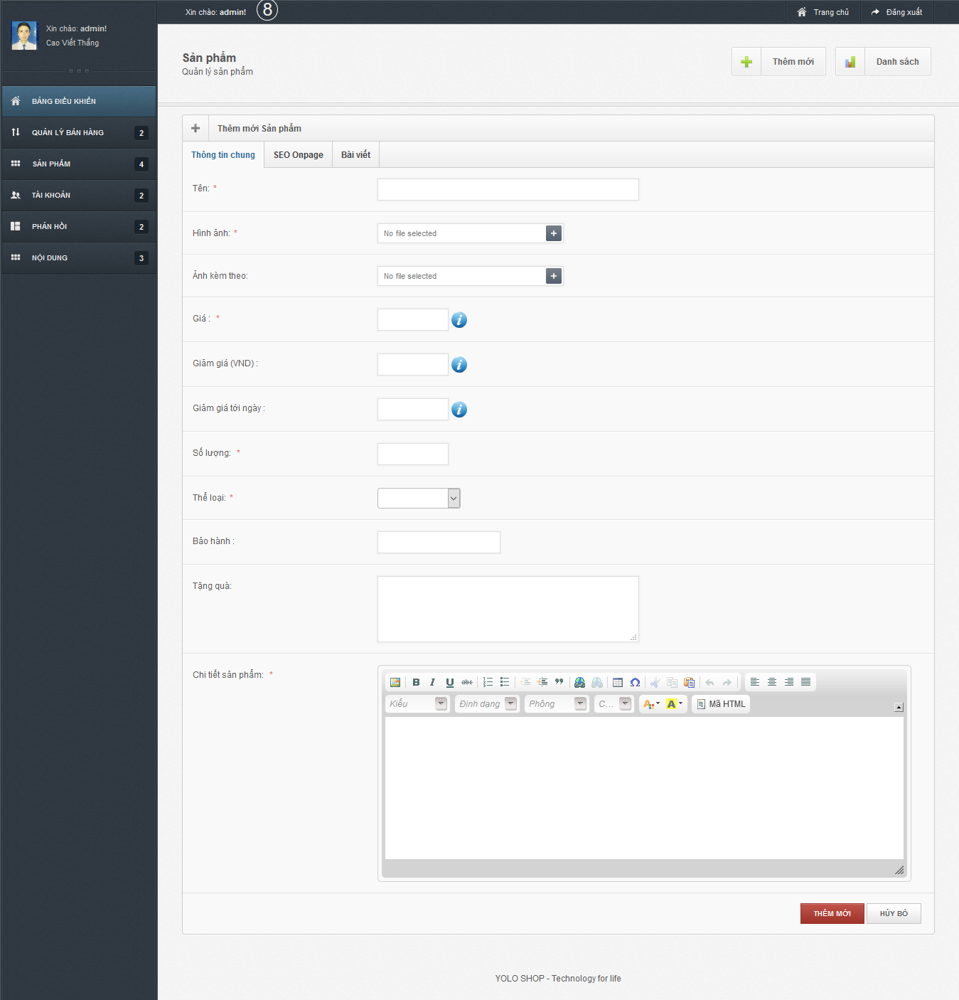 Xin chào: admin!
Cao Viết Thắng
BẢNG ĐIỀU KHIỂN
QUẢN LÝ BÁN HÀNG 2
SẢN PHẨM 4
TÀI KHOẢN 2
PHẢN HỒI 2
NỘI DUNG 3
Xin chào: admin! 8
Trang chủ
Đăng xuất
Sản phẩm
Quản lý sản phẩm
Thêm mới
Danh sách
Thêm mới Sản phẩm
Thông tin chung
SEO Onpage
Bài viết
Tên: *
Hình ảnh: * No file selected
Ảnh kèm theo: No file selected
Giá : *
Giảm giá (VND) :
Giảm giá tới ngày :
Số lượng: *
Thể loại: *
Bảo hành :
Tặng quà:
Chi tiết sản phẩm: *
B I U abc
Kiểu Định dạng Phông C... A A Mã HTML
THÊM MỚI HỦY BỎ
YOLO SHOP - Technology for life